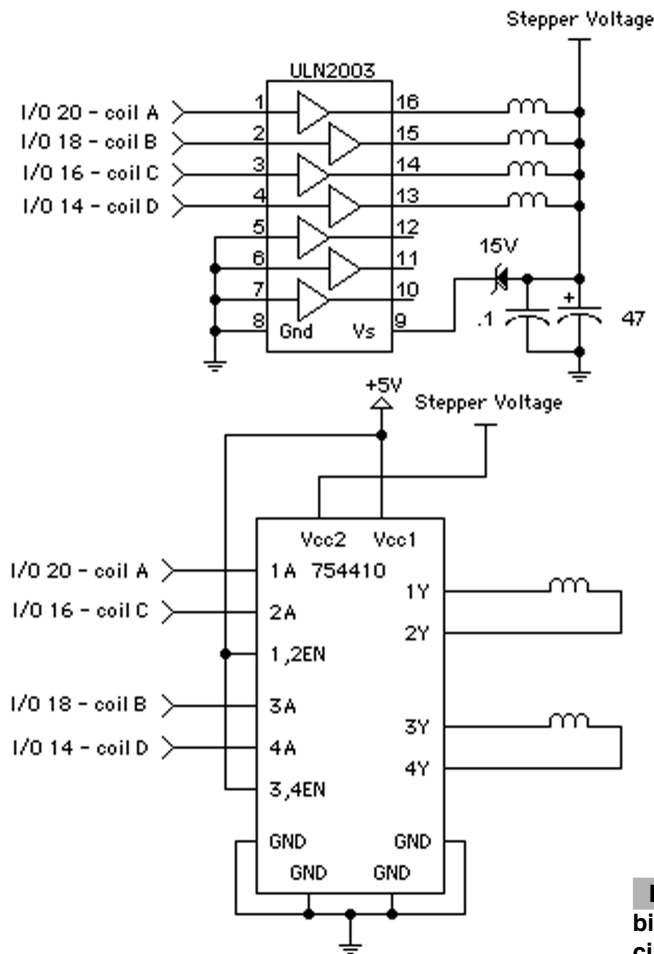 Stepper Voltage
ULN2003
I/O 20 - coil A
1
16
I/O 18 - coil B
2
15
I/O 16 - coil C
3
14
I/O 14 - coil D
4
13
5
12
6
11
7
10
8
Gnd
Vs
9
15V
.1
+
47
+5V
Stepper Voltage
Vcc2
Vcc1
I/O 20 - coil A
1A
754410
1Y
I/O 16 - coil C
2A
2Y
1,2EN
I/O 18 - coil B
3A
3Y
I/O 14 - coil D
4A
4Y
3,4EN
GND
GND
GND
GND
bi
ci